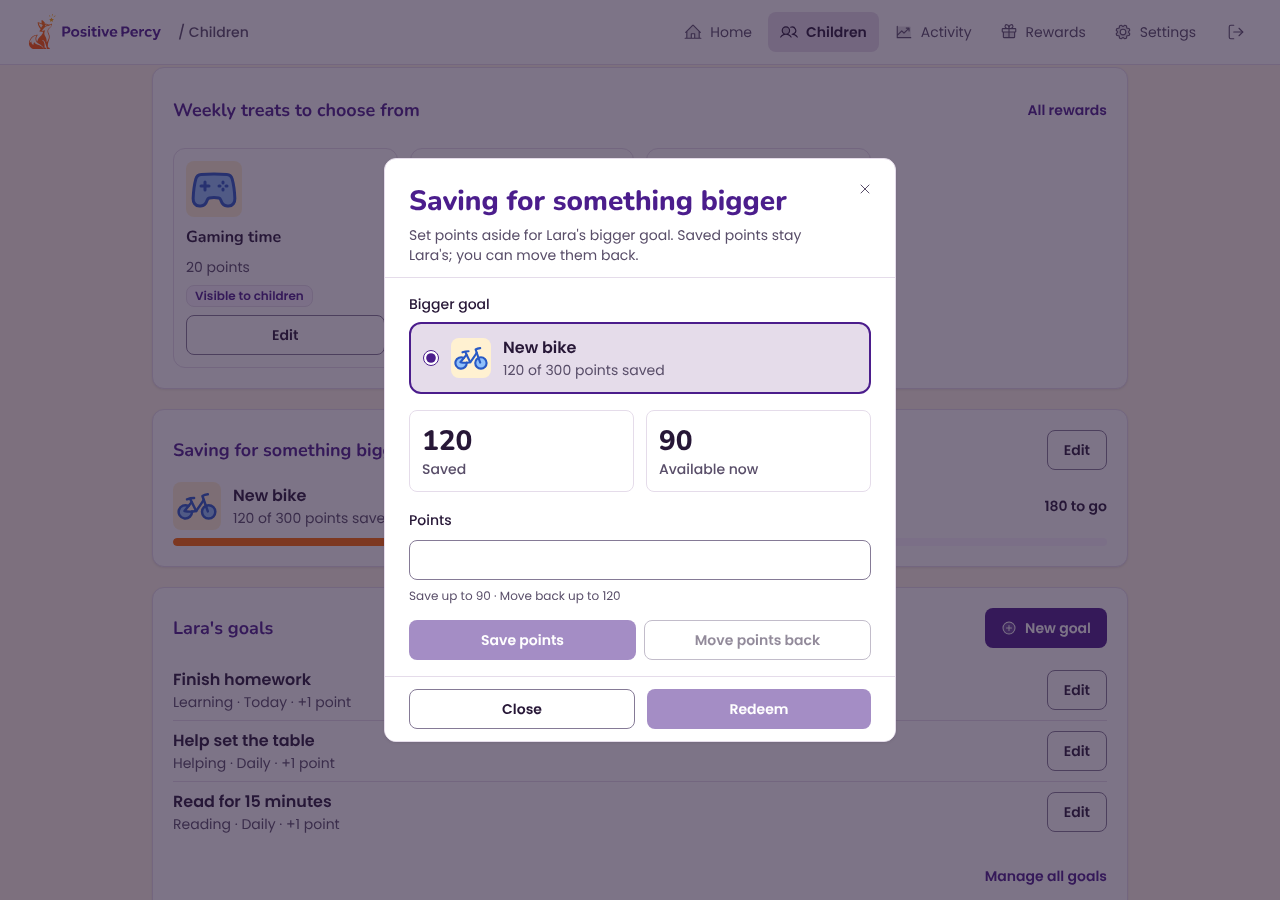 Positive Percy / Children
Home
Children
Activity
Rewards
Settings
Weekly treats to choose from
All rewards
Gaming time
20 points
Visible to children
Edit
Saving for something big
Edit
New bike
120 of 300 points save
180 to go
Lara's goals
New goal
Finish homework
Learning · Today · +1 point
Edit
Help set the table
Helping · Daily · +1 point
Edit
Read for 15 minutes
Reading · Daily · +1 point
Edit
Manage all goals
Saving for something bigger
Set points aside for Lara's bigger goal. Saved points stay
Lara's; you can move them back.
Bigger goal
New bike
120 of 300 points saved
120
Saved
90
Available now
Points
Save up to 90 · Move back up to 120
Save points
Move points back
Close
Redeem